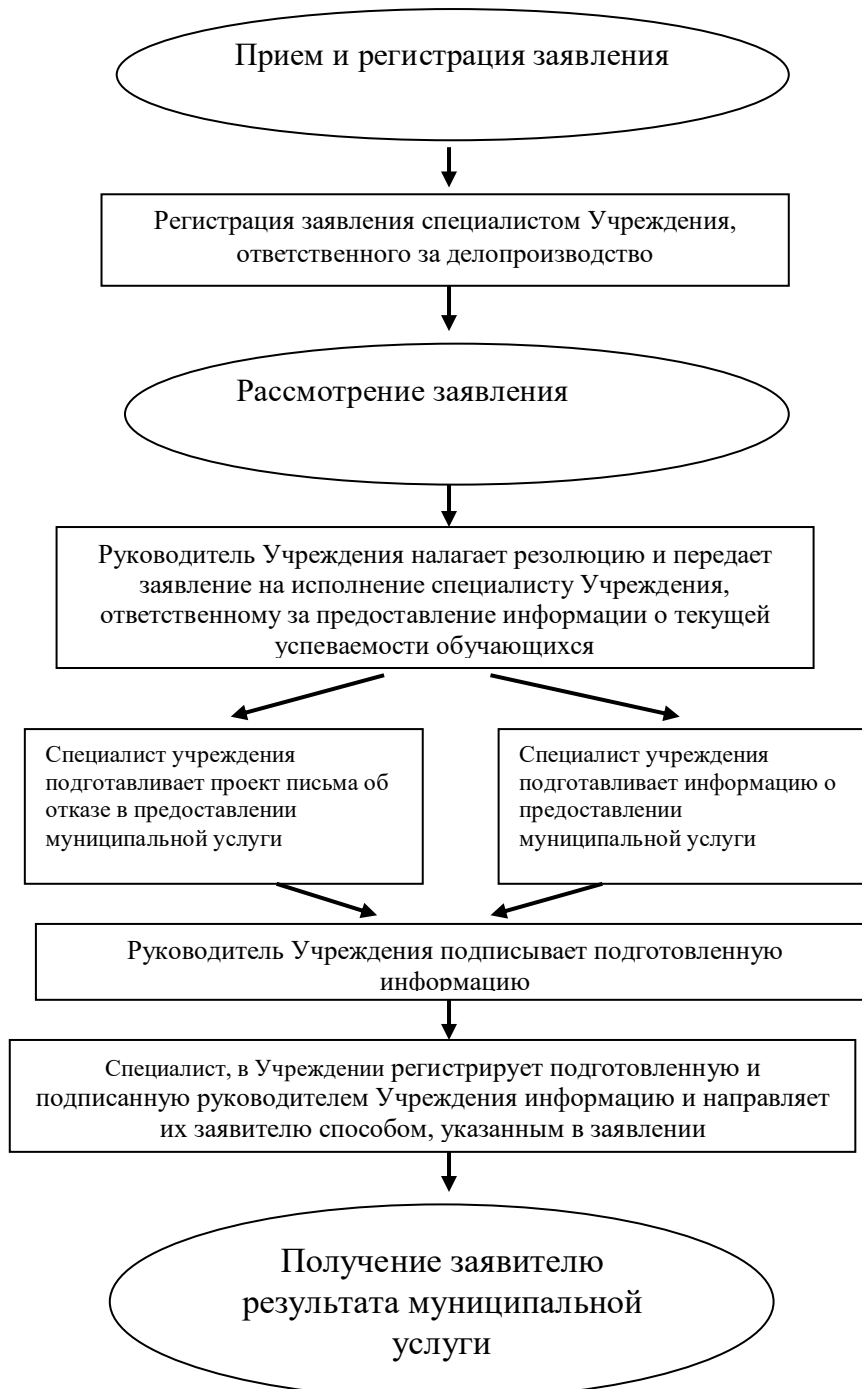 Прием и регистрация заявления
Регистрация заявления специалистом Учреждения,
ответственного за делопроизводство
Рассмотрение заявления
Руководитель Учреждения налагает резолюцию и передает
заявление на исполнение специалисту Учреждения,
ответственному за предоставление информации о текущей
успеваемости обучающихся
Специалист учреждения
подготавливает проект письма об
отказе в предоставлении
муниципальной услуги
Специалист учреждения
подготавливает информацию о
предоставлении
муниципальной услуги
Руководитель Учреждения подписывает подготовленную
информацию
Специалист, в Учреждении регистрирует подготовленную и
подписанную руководителем Учреждения информацию и направляет
их заявителю способом, указанным в заявлении
Получение заявителю
результата муниципальной
услуги